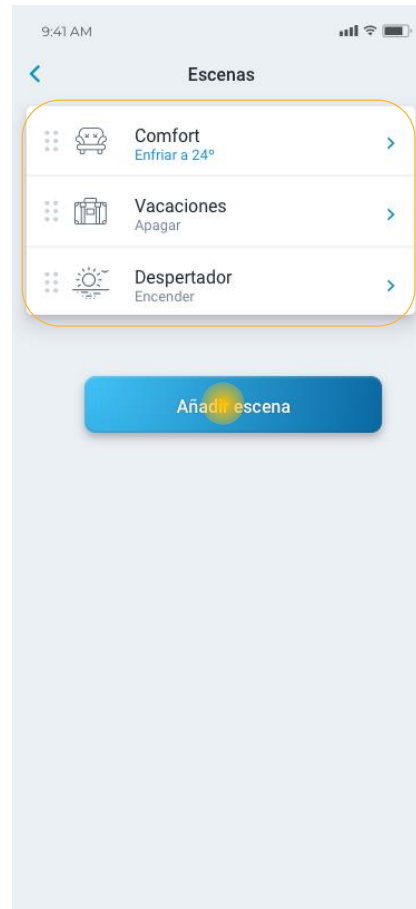 9:41 AM
Escenas
Comfort
Enfriar a 24º
Vacaciones
Apagar
Despertador
Encender
Añadir escena